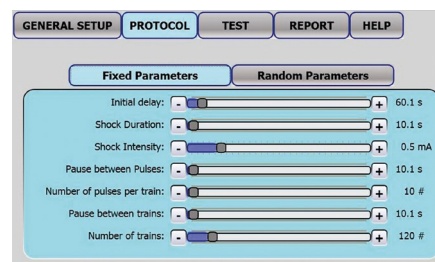 GENERAL SETUP PROTOCOL TEST REPORT HELP
Fixed Parameters Random Parameters
Initial delay: - + 60.1 s
Shock Duration: - + 10.1 s
Shock Intensity: - + 0.5 mA
Pause between Pulses: - + 10.1 s
Number of pulses per train: - + 10 #
Pause between trains: - + 10.1 s
Number of trains: - + 120 #